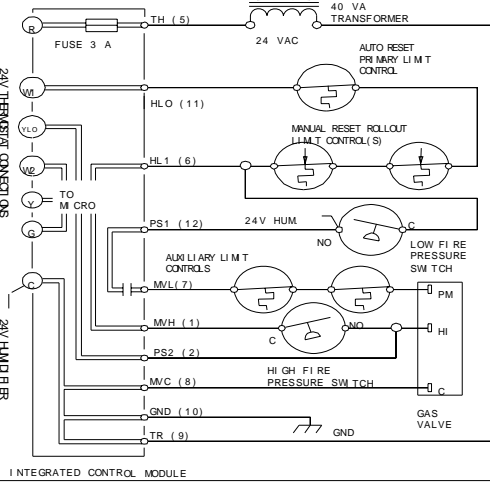 40 VA
TRANSFORMER
R
TH (5)
FUSE 3 A
24 VAC
AUTO RESET
PRIMARY LIMIT
CONTROL
W1
HLO (11)
24V THERMOSTAT CONNECTIONS
YLO
MANUAL RESET ROLLOUT
LIMIT CONTROL(S)
W2
HL1 (6)
TO
MICRO
Y
G
PS1 (12)
24V HUM.
NO
C
LOW FIRE
PRESSURE
SWITCH
AUXILIARY LIMIT
CONTROLS
C
MVL(7)
PM
MVH (1)
C
NO
HI
PS2 (2)
24V HUMIDIFIER
HIGH FIRE
PRESSURE SWITCH
MVC (8)
C
GAS
VALVE
GND (10)
GND
TR (9)
INTEGRATED CONTROL MODULE